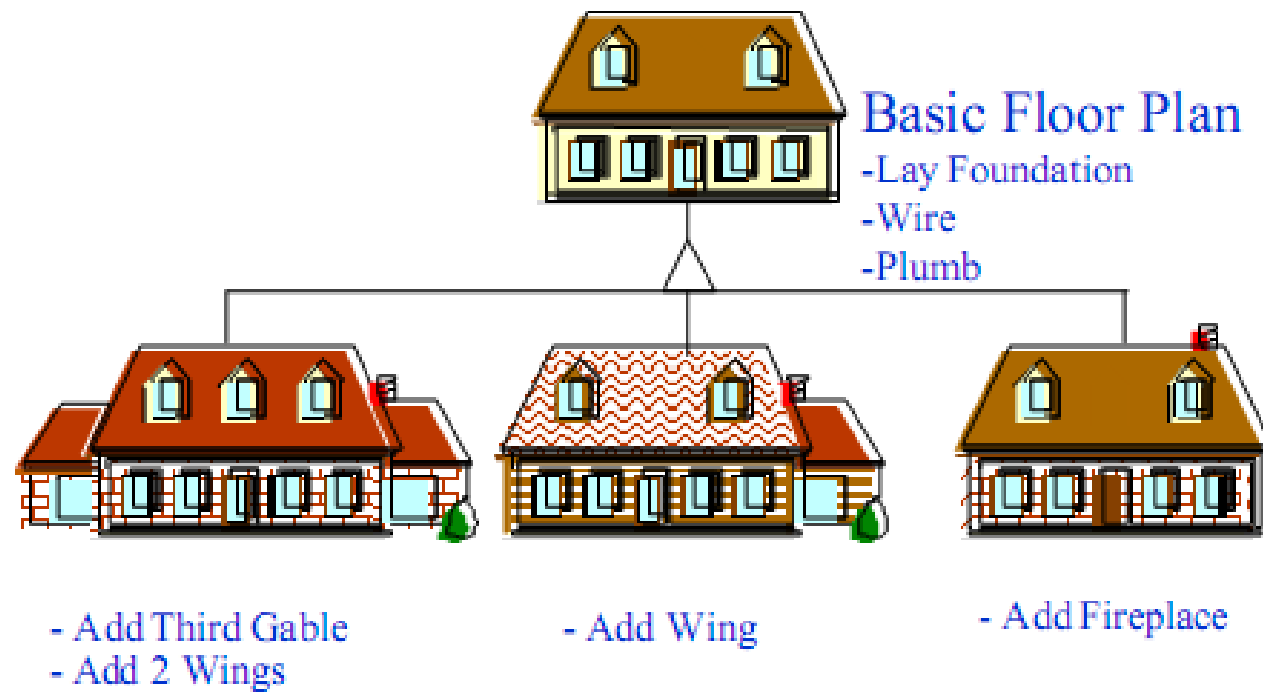 Basic Floor Plan
-Lay Foundation
-Wire
-Plumb
- Add Third Gable
- Add 2 Wings
- Add Wing
- Add Fireplace